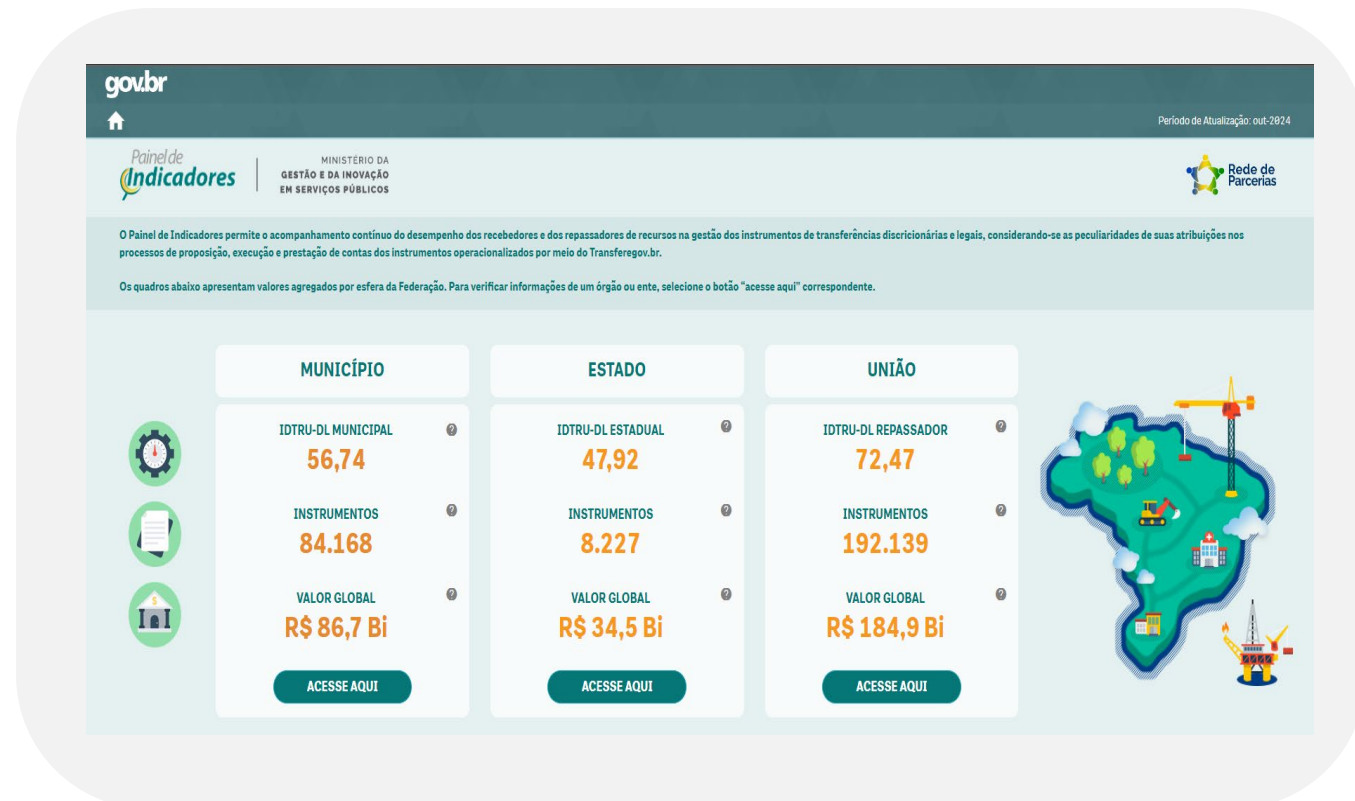 gov.br
Período de Atualização: out-2024
Painel de
Indicadores
MINISTÉRIO DA
GESTÃO E DA INOVAÇÃO
EM SERVIÇOS PÚBLICOS
Rede de
Parcerias
O Painel de Indicadores permite o acompanhamento contínuo do desempenho dos recebedores e dos repassadores de recursos na gestão dos instrumentos de transferências discricionárias e legais, considerando-se as peculiaridades de suas atribuições nos
processos de proposição, execução e prestação de contas dos instrumentos operacionalizados por meio do Transferegov.br.
Os quadros abaixo apresentam valores agregados por esfera da Federação. Para verificar informações de um órgão ou ente, selecione o botão "acesse aqui" correspondente.
MUNICÍPIO
IDTRU-DL MUNICIPAL
56,74
INSTRUMENTOS
84.168
VALOR GLOBAL
R$ 86,7 Bi
ACESSE AQUI
ESTADO
IDTRU-DL ESTADUAL
47,92
INSTRUMENTOS
8.227
VALOR GLOBAL
R$ 34,5 Bi
ACESSE AQUI
UNIÃO
IDTRU-DL REPASSADOR
72,47
INSTRUMENTOS
192.139
VALOR GLOBAL
R$ 184,9 Bi
ACESSE AQUI